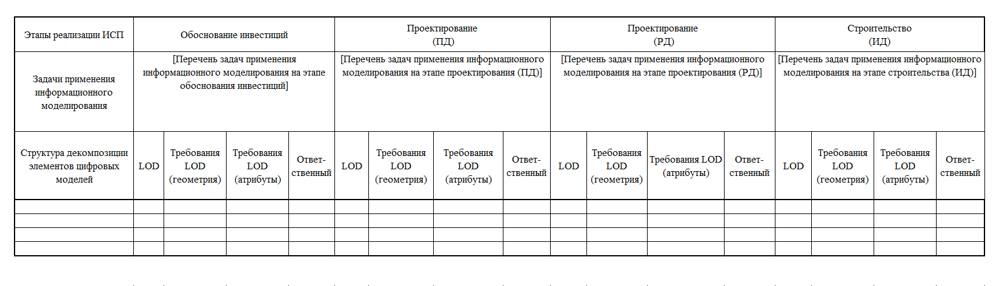 Этапы реализации ИСП
Обоснование инвестиций
Проектирование
(ПД)
Проектирование
(РД)
Строительство
(ИД)
Задачи применения
информационного
моделирования
[Перечень задач применения
информационного моделирования на этапе
обоснования инвестиций]
[Перечень задач применения информационного
моделирования на этапе проектирования (ПД)]
[Перечень задач применения информационного
моделирования на этапе проектирования (РД)]
[Перечень задач применения информационного
моделирования на этапе строительства (ИД)]
Структура декомпозиции
элементов цифровых
моделей
LOD
Требования
LOD
(геометрия)
Требования
LOD
(атрибуты)
Ответ-
ственный
LOD
Требования
LOD
(геометрия)
Требования
LOD
(атрибуты)
Ответ-
ственный
LOD
Требования
LOD
(геометрия)
Требования LOD
(атрибуты)
Ответ-
ственный
LOD
Требования
LOD
(геометрия)
Требования
LOD
(атрибуты)
Ответ-
ственный